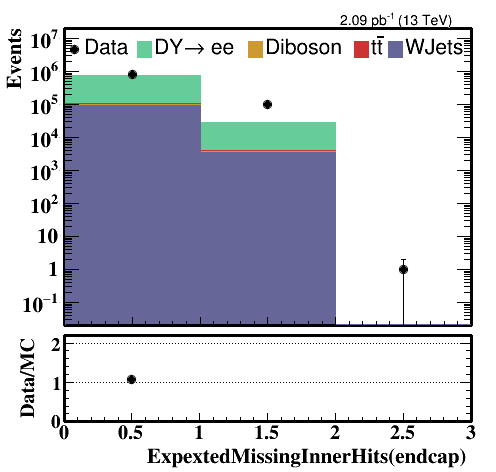 2.09 pb⁻¹ (13 TeV)
Events
Data DY→ ee Diboson tt̄ WJets
10⁷
10⁶
10⁵
10⁴
10³
10²
10
1
10⁻¹
Data/MC
2
1
0
0 0.5 1 1.5 2 2.5 3
ExpextedMissingInnerHits(endcap)